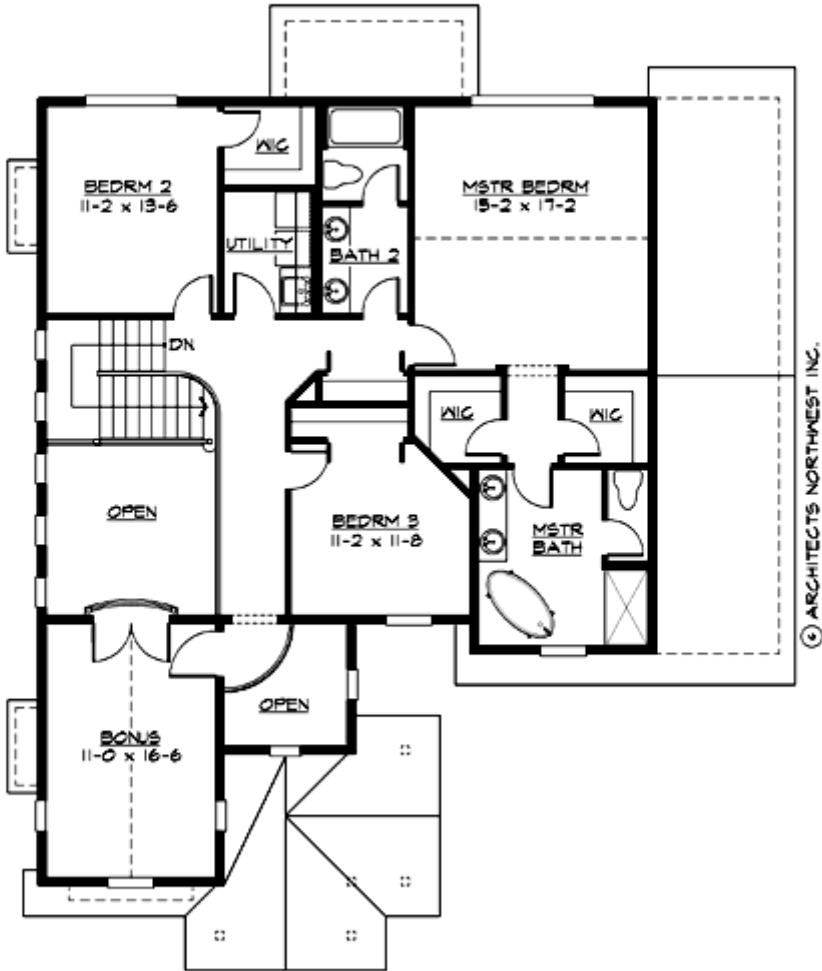 WIC
BEDRM 2
11-2 x 13-6
MSTR BEDRM
15-2 x 17-2
UTILITY
BATH 2
DN
WIC
WIC
OPEN
BEDRM 3
11-2 x 11-8
MSTR
BATH
OPEN
BONUS
11-0 x 16-6
© ARCHITECTS NORTHWEST INC.